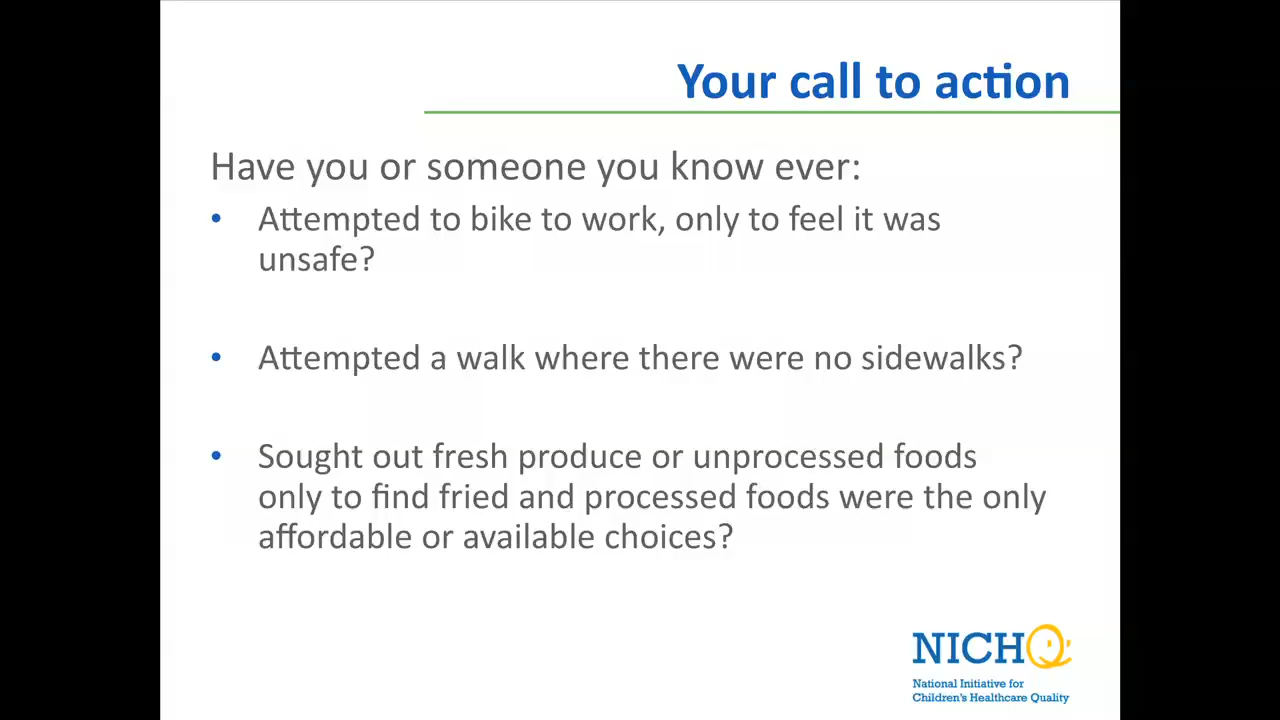 Your call to action
Have you or someone you know ever:
• Attempted to bike to work, only to feel it was
unsafe?
• Attempted a walk where there were no sidewalks?
• Sought out fresh produce or unprocessed foods
only to find fried and processed foods were the only
affordable or available choices?
NICHQ
National Initiative for
Children's Healthcare Quality